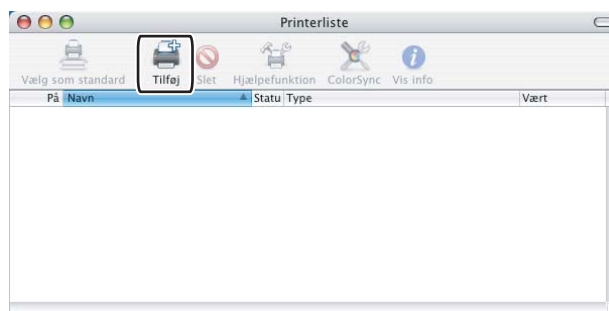 Printerliste
Vælg som standard Tilføj Slet Hjælpefunktion ColorSync Vis info
På Navn Statu Type Vært